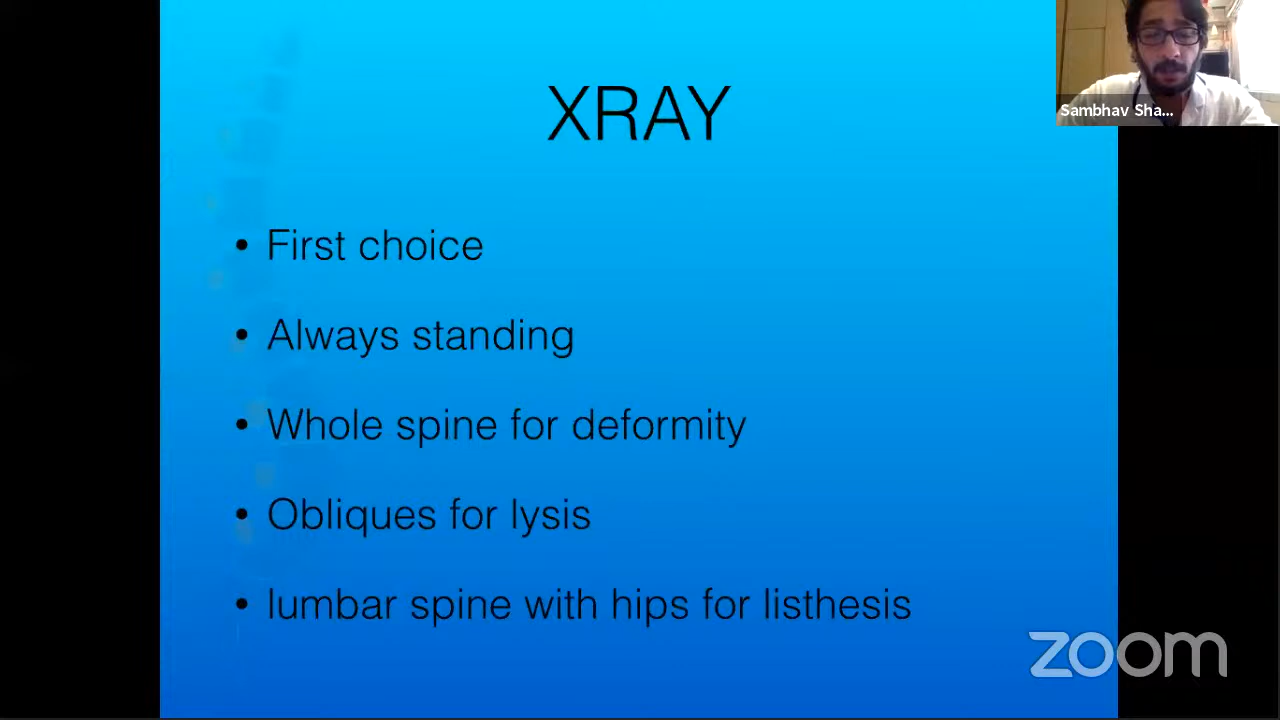 XRAY
Sambhav Sha...
• First choice
• Always standing
• Whole spine for deformity
• Obliques for lysis
• lumbar spine with hips for listhesis
zoom